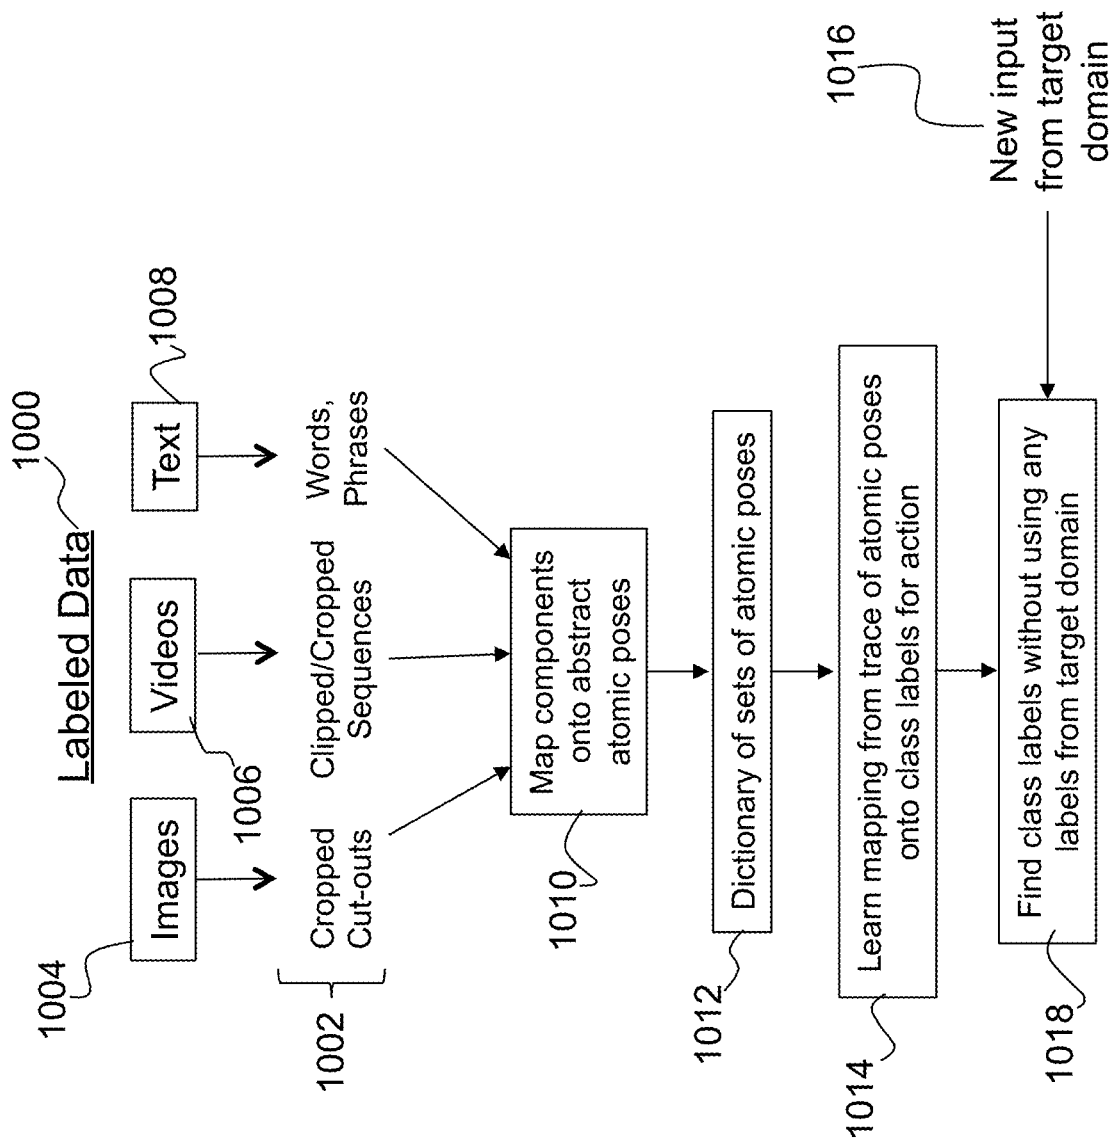 Labeled Data
1000
1004
Images
Videos
1006
Text
1008
1002
Cropped
Cut-outs
Clipped/Cropped
Sequences
Words,
Phrases
1010
Map components
onto abstract
atomic poses
1012
Dictionary of sets of atomic poses
1014
Learn mapping from trace of atomic poses
onto class labels for action
1016
New input
from target
domain
1018
Find class labels without using any
labels from target domain